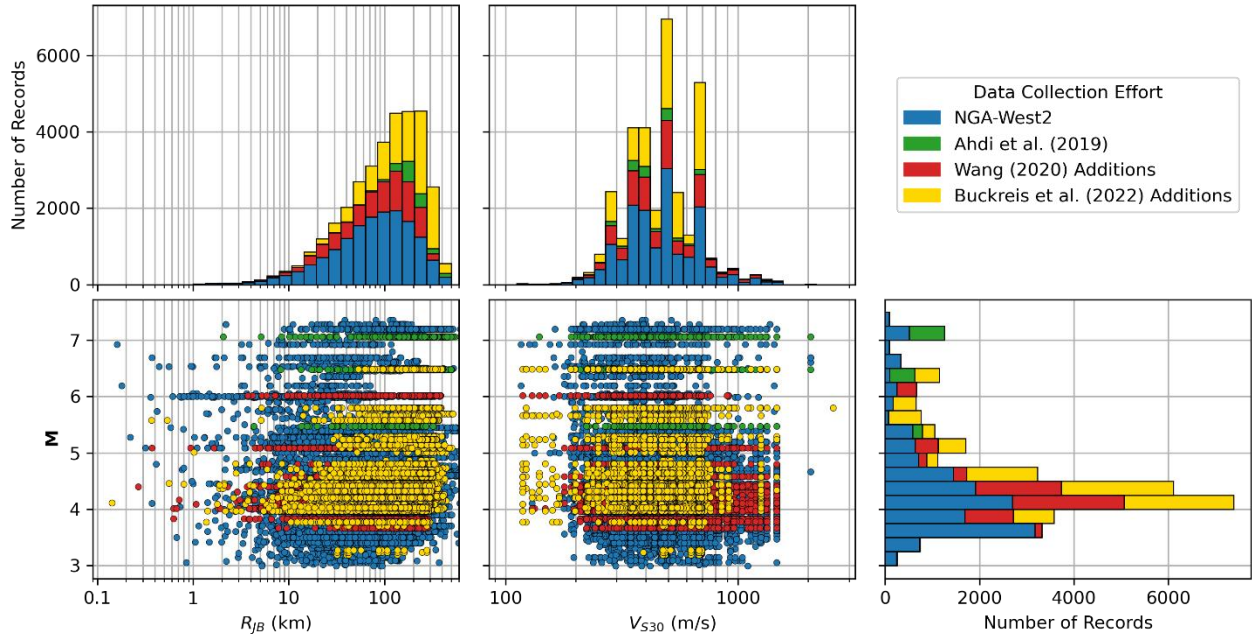 Number of Records
6000
4000
2000
0
Data Collection Effort
NGA-West2
Ahdi et al. (2019)
Wang (2020) Additions
Buckreis et al. (2022) Additions
M
7
6
5
4
3
0.1 1 10 100
R_JB (km)
100 1000
V_S30 (m/s)
0 2000 4000 6000
Number of Records